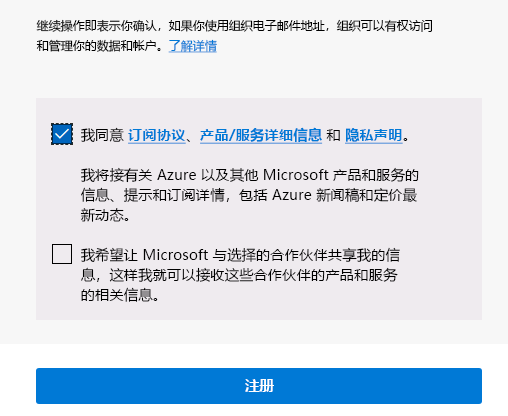 继续操作即表示你确认，如果你使用组织电子邮件地址，组织可以有权访问
和管理你的数据和帐户。了解详情
我同意 订阅协议、产品/服务详细信息 和 隐私声明。
我将接有关 Azure 以及其他 Microsoft 产品和服务的
信息、提示和订阅详情，包括 Azure 新闻稿和定价最
新动态。
我希望让 Microsoft 与选择的合作伙伴共享我的信
息，这样我就可以接收这些合作伙伴的产品和服务
的相关信息。
注册